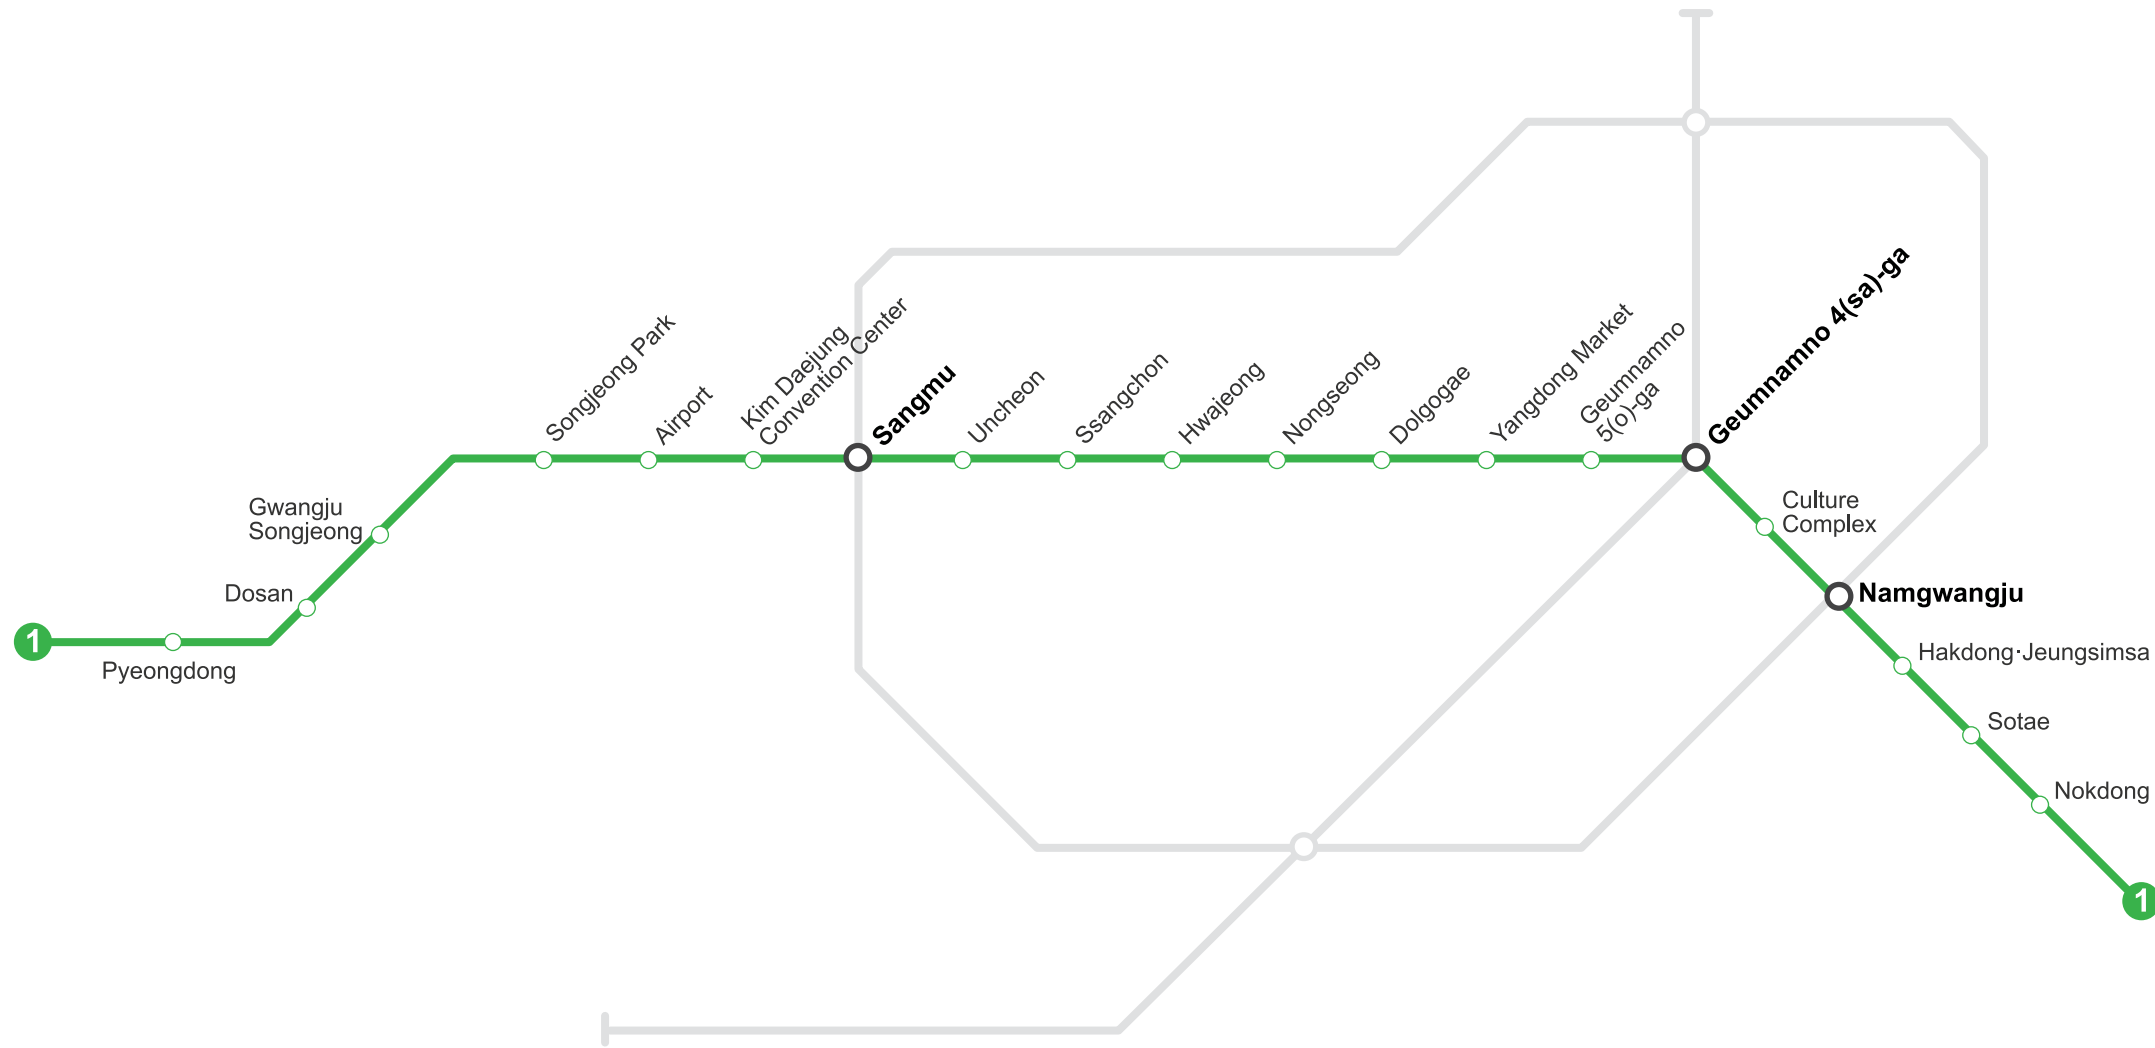 1
Pyeongdong
Dosan
Gwangju
Songjeong
Songjeong Park
Airport
Kim Daejung
Convention Center
Sangmu
Uncheon
Ssangchon
Hwajeong
Nongseong
Dolgogae
Yangdong Market
Geumnamno
5(o)-ga
Geumnamno 4(sa)-ga
Culture
Complex
Namgwangju
Hakdong·Jeungsimsa
Sotae
Nokdong
1